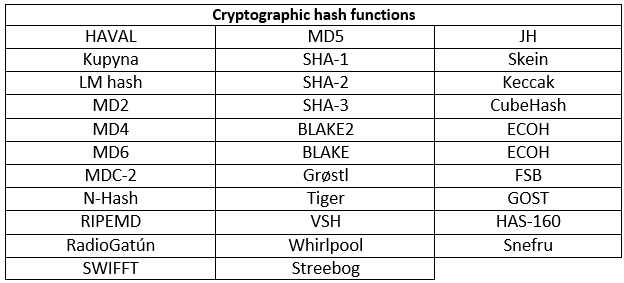 Cryptographic hash functions
HAVAL MD5 JH
Kupyna SHA-1 Skein
LM hash SHA-2 Keccak
MD2 SHA-3 CubeHash
MD4 BLAKE2 ECOH
MD6 BLAKE ECOH
MDC-2 Grøstl FSB
N-Hash Tiger GOST
RIPEMD VSH HAS-160
RadioGatún Whirlpool Snefru
SWIFFT Streebog